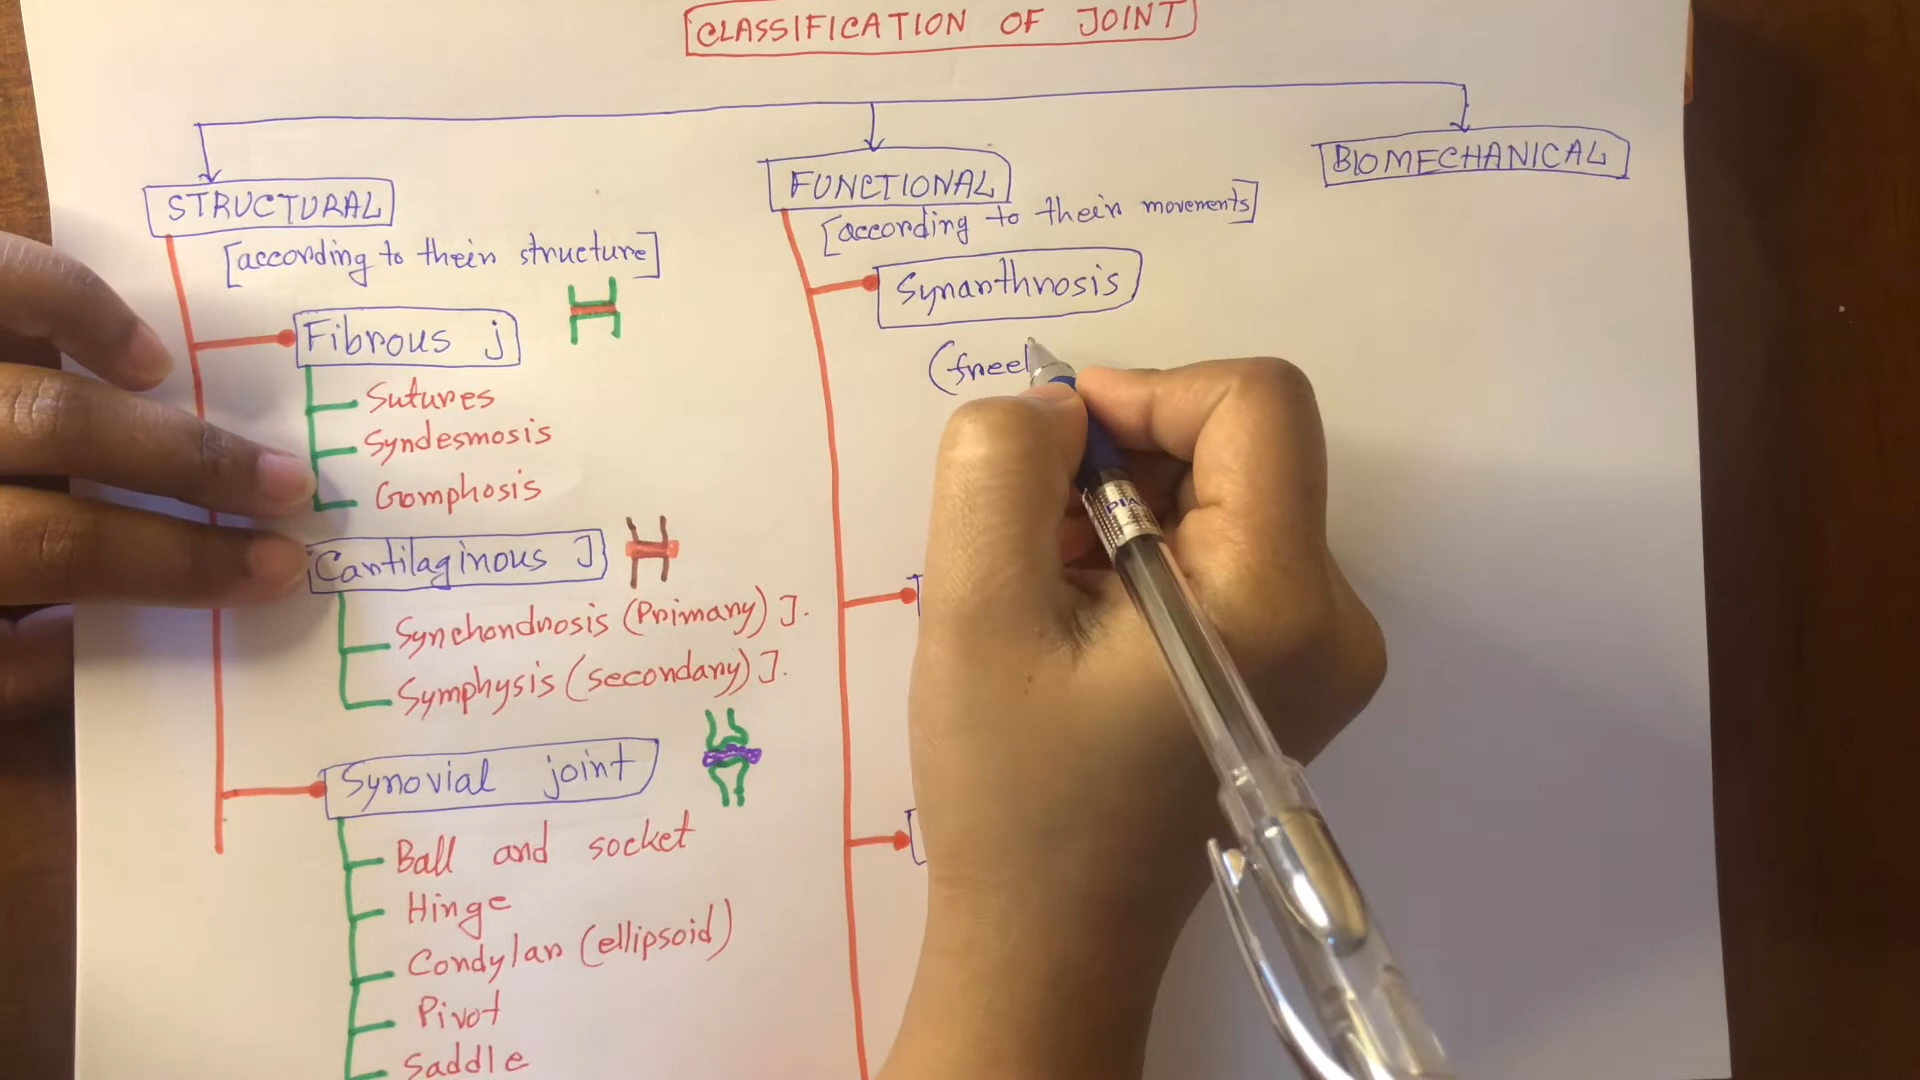 CLASSIFICATION OF JOINT
STRUCTURAL
[according to their structure]
Fibrous j
Sutures
Syndesmosis
Gomphosis
Cartilaginous J
Synchondrosis (Primary) J.
Symphysis (secondary) J.
Synovial joint
Ball and socket
Hinge
Condylar (ellipsoid)
Pivot
Saddle
FUNCTIONAL
[according to their movements]
Synarthrosis
(freel
BIOMECHANICAL